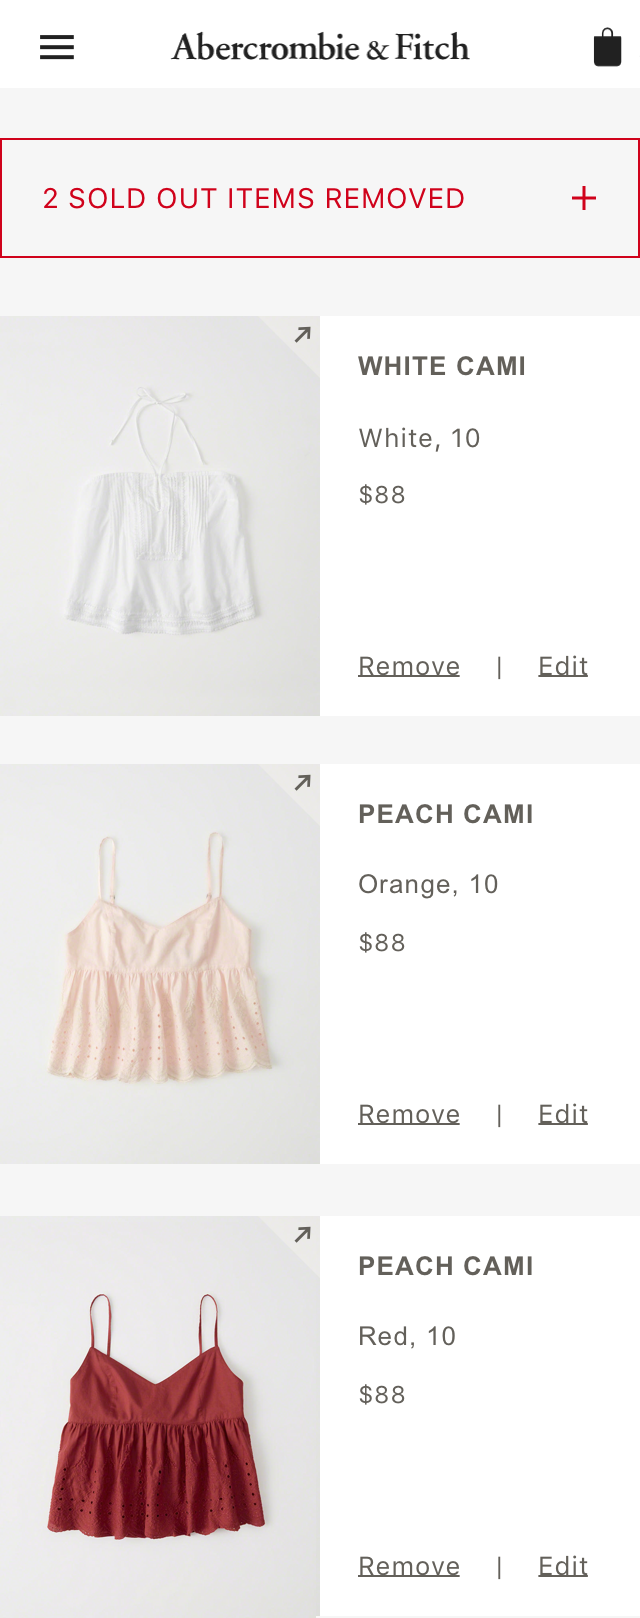 Abercrombie & Fitch
2 SOLD OUT ITEMS REMOVED
WHITE CAMI
White, 10
$88
Remove | Edit
PEACH CAMI
Orange, 10
$88
Remove | Edit
PEACH CAMI
Red, 10
$88
Remove | Edit